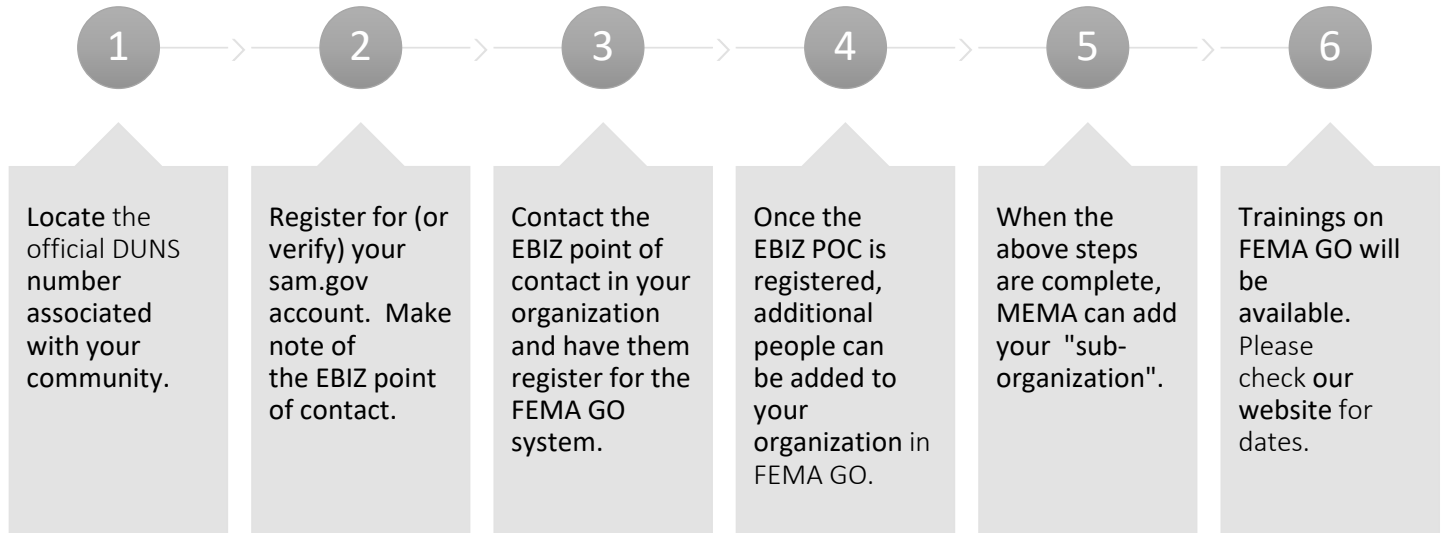 1
2
3
4
5
6
Locate the
official DUNS
number
associated
with your
community.
Register for (or
verify) your
sam.gov
account.  Make
note of
the EBIZ point
of contact.
Contact the
EBIZ point of
contact in your
organization
and have them
register for the
FEMA GO
system.
Once the
EBIZ POC is
registered,
additional
people can
be added to
your
organization in
FEMA GO.
When the
above steps
are complete,
MEMA can add
your  "sub-
organization".
Trainings on
FEMA GO will
be
available.
Please
check our
website for
dates.